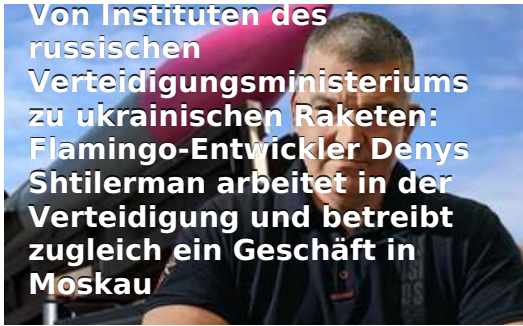 Von Instituten des
russischen
Verteidigungsministeriums
zu ukrainischen Raketen:
Flamingo-Entwickler Denys
Shtilerman arbeitet in der
Verteidigung und betreibt
zugleich ein Geschäft in
Moskau